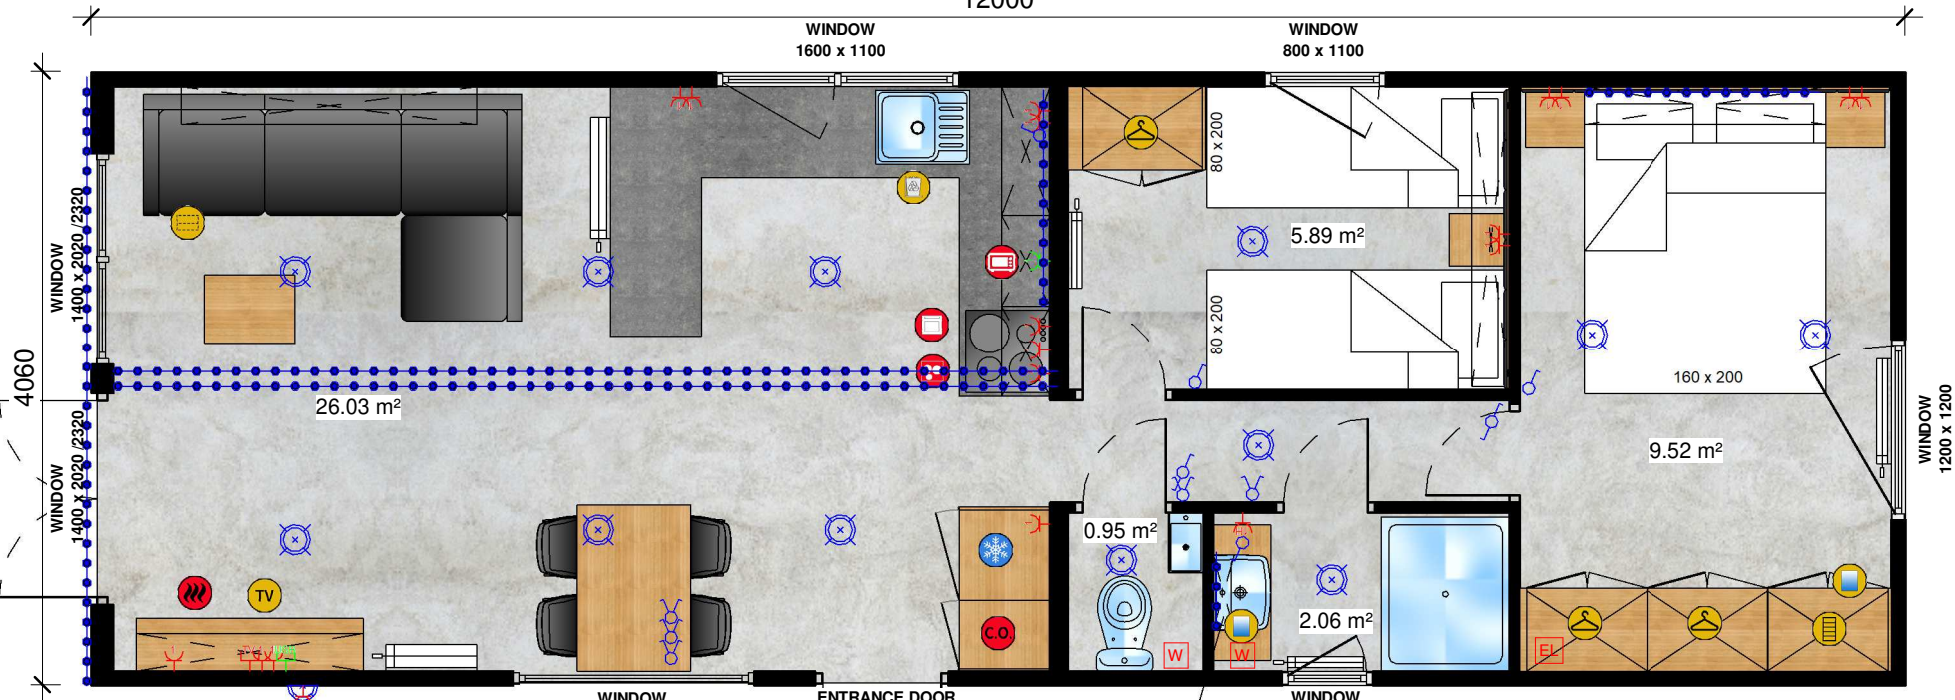 12000
WINDOW
1600 x 1100
WINDOW
800 x 1100
4060
WINDOW
1400 x 2020 /2320
WINDOW
1400 x 2020 /2320
80 x 200
5.89 m²
80 x 200
160 x 200
26.03 m²
9.52 m²
WINDOW
1200 x 1200
0.95 m²
2.06 m²
TV
C.O.
W
W
EL
WINDOW
ENTRANCE DOOR
WINDOW